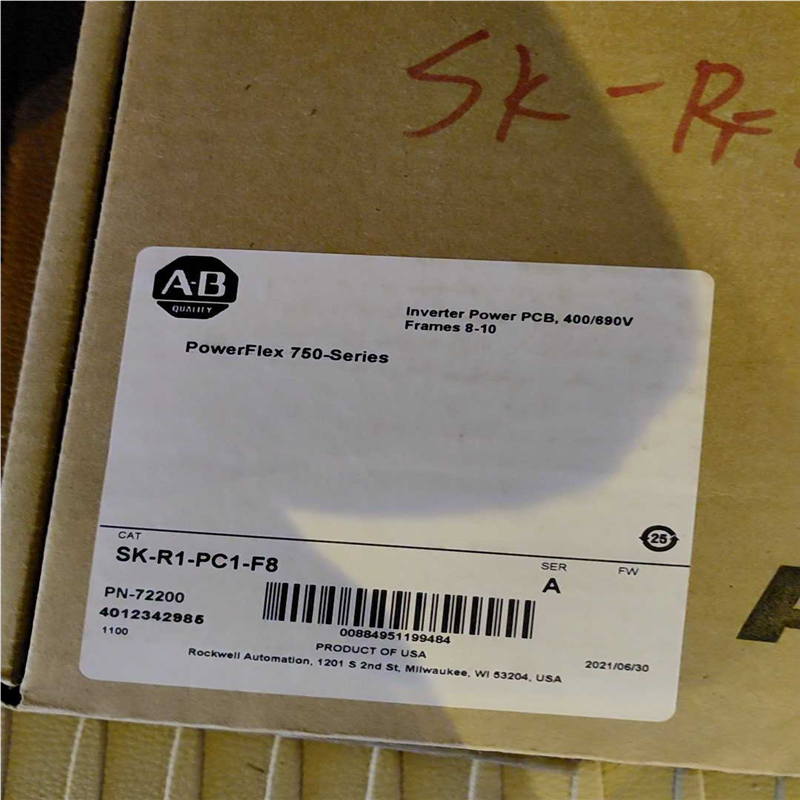 SK-RF
A-B
QUALITY
Inverter Power PCB, 400/690V
Frames 8-10
PowerFlex 750-Series
25
CAT
SK-R1-PC1-F8
SER
A
FW
PN-72200
4012342985
1100
00884951199484
PRODUCT OF USA
Rockwell Automation, 1201 S 2nd St, Milwaukee, WI 53204, USA
2021/06/30